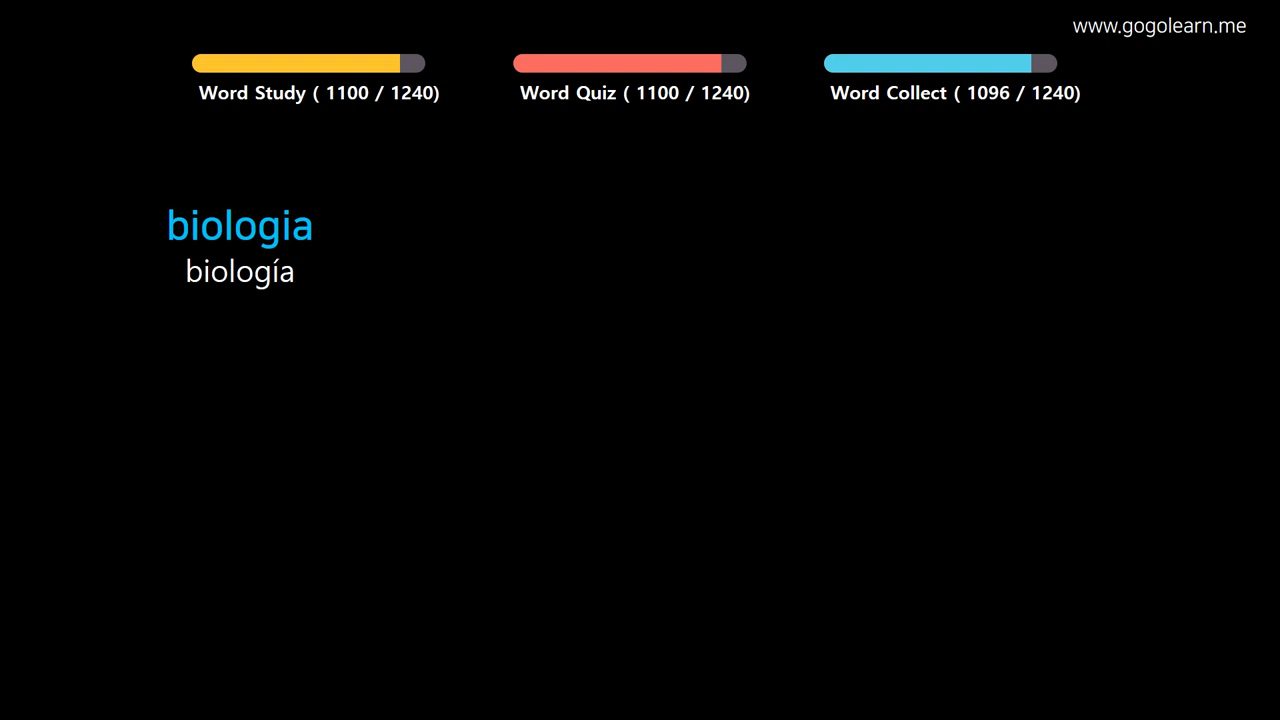 www.gogolearn.me
Word Study ( 1100 / 1240)
Word Quiz ( 1100 / 1240)
Word Collect ( 1096 / 1240)
biologia
biología